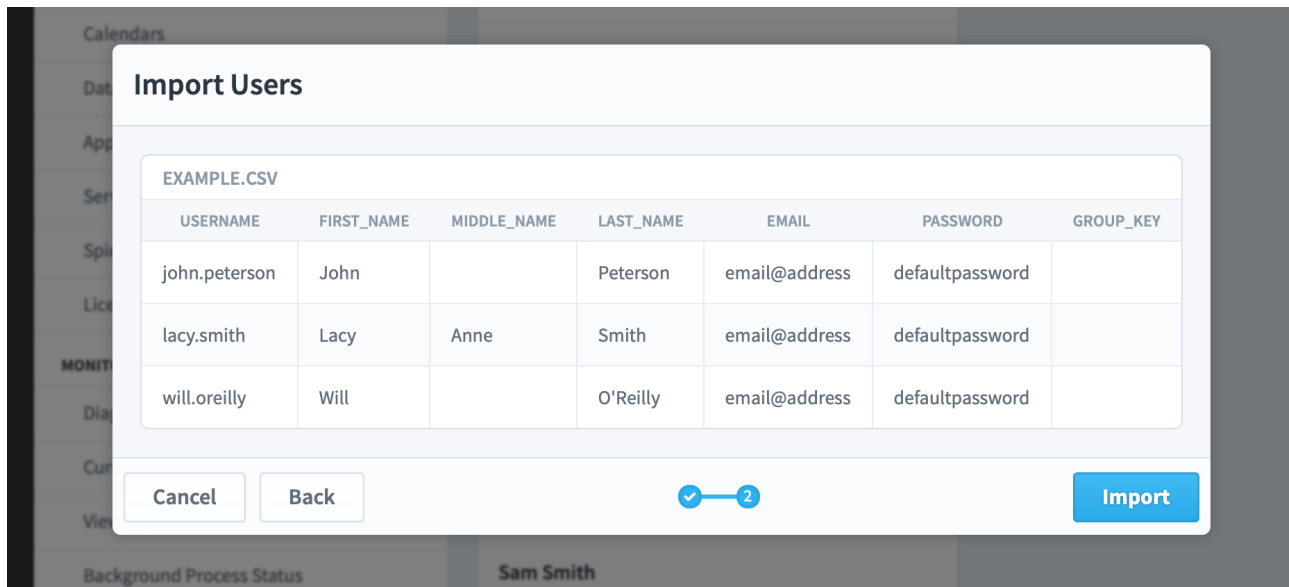 Calendars
Import Users
EXAMPLE.CSV
USERNAME FIRST_NAME MIDDLE_NAME LAST_NAME EMAIL PASSWORD GROUP_KEY
john.peterson John Peterson email@address defaultpassword
lacy.smith Lacy Anne Smith email@address defaultpassword
will.oreilly Will O'Reilly email@address defaultpassword
Cancel Back 2 Import
Background Process Status
Sam Smith